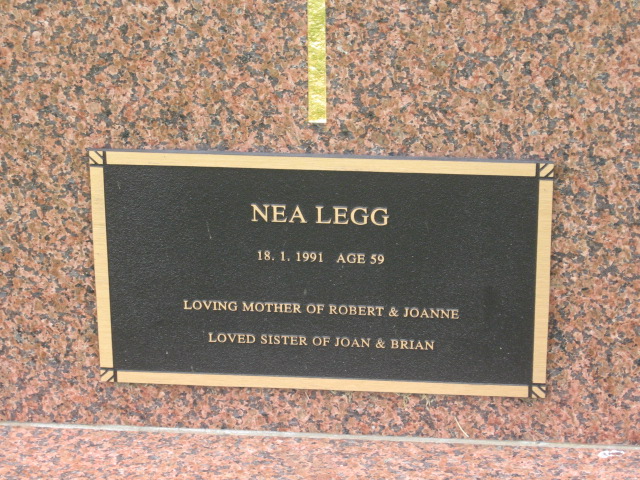 NEA LEGG
18. 1. 1991 AGE 59
LOVING MOTHER OF ROBERT & JOANNE
LOVED SISTER OF JOAN & BRIAN